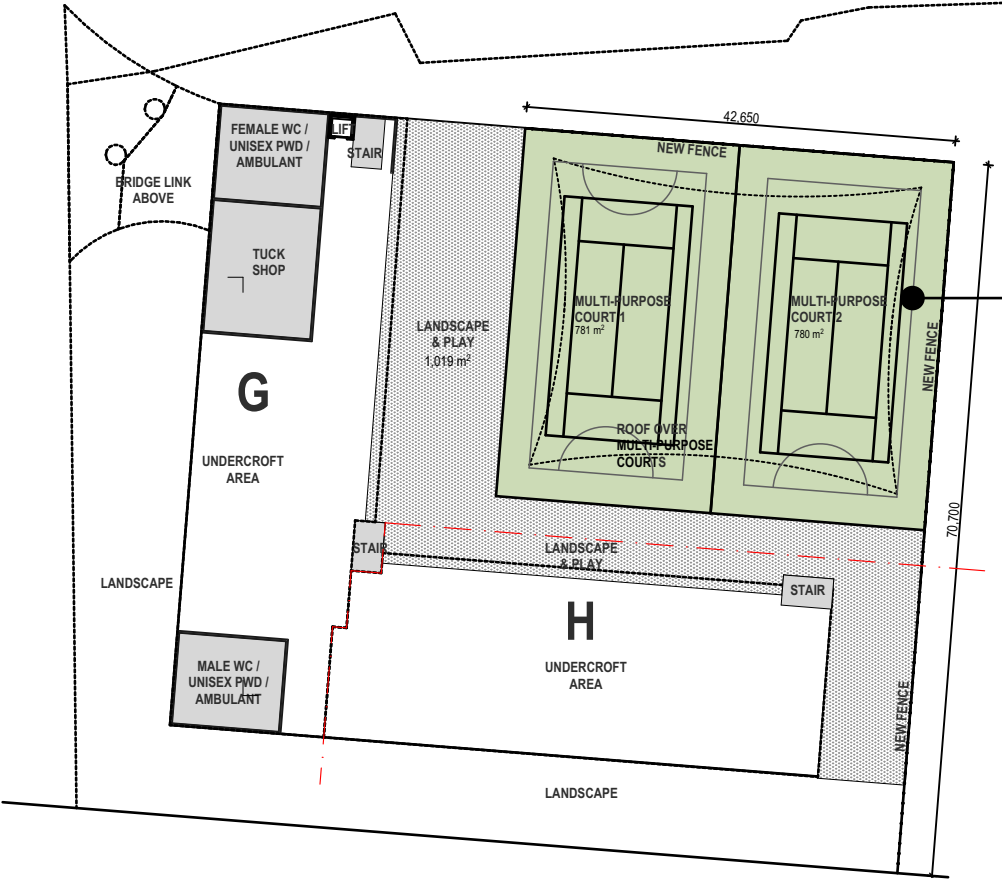 42,650
FEMALE WC /
UNISEX PWD /
AMBULANT
LIF
STAIR
NEW FENCE
BRIDGE LINK
ABOVE
TUCK
SHOP
LANDSCAPE
& PLAY
1,019 m²
MULTI-PURPOSE
COURT 1
781 m²
MULTI-PURPOSE
COURT 2
780 m²
NEW FENCE
G
ROOF OVER
MULTI-PURPOSE
COURTS
UNDERCROFT
AREA
70,700
STAIR
LANDSCAPE
& PLAY
LANDSCAPE
STAIR
H
UNDERCROFT
AREA
MALE WC /
UNISEX PWD /
AMBULANT
NEW FENCE
LANDSCAPE